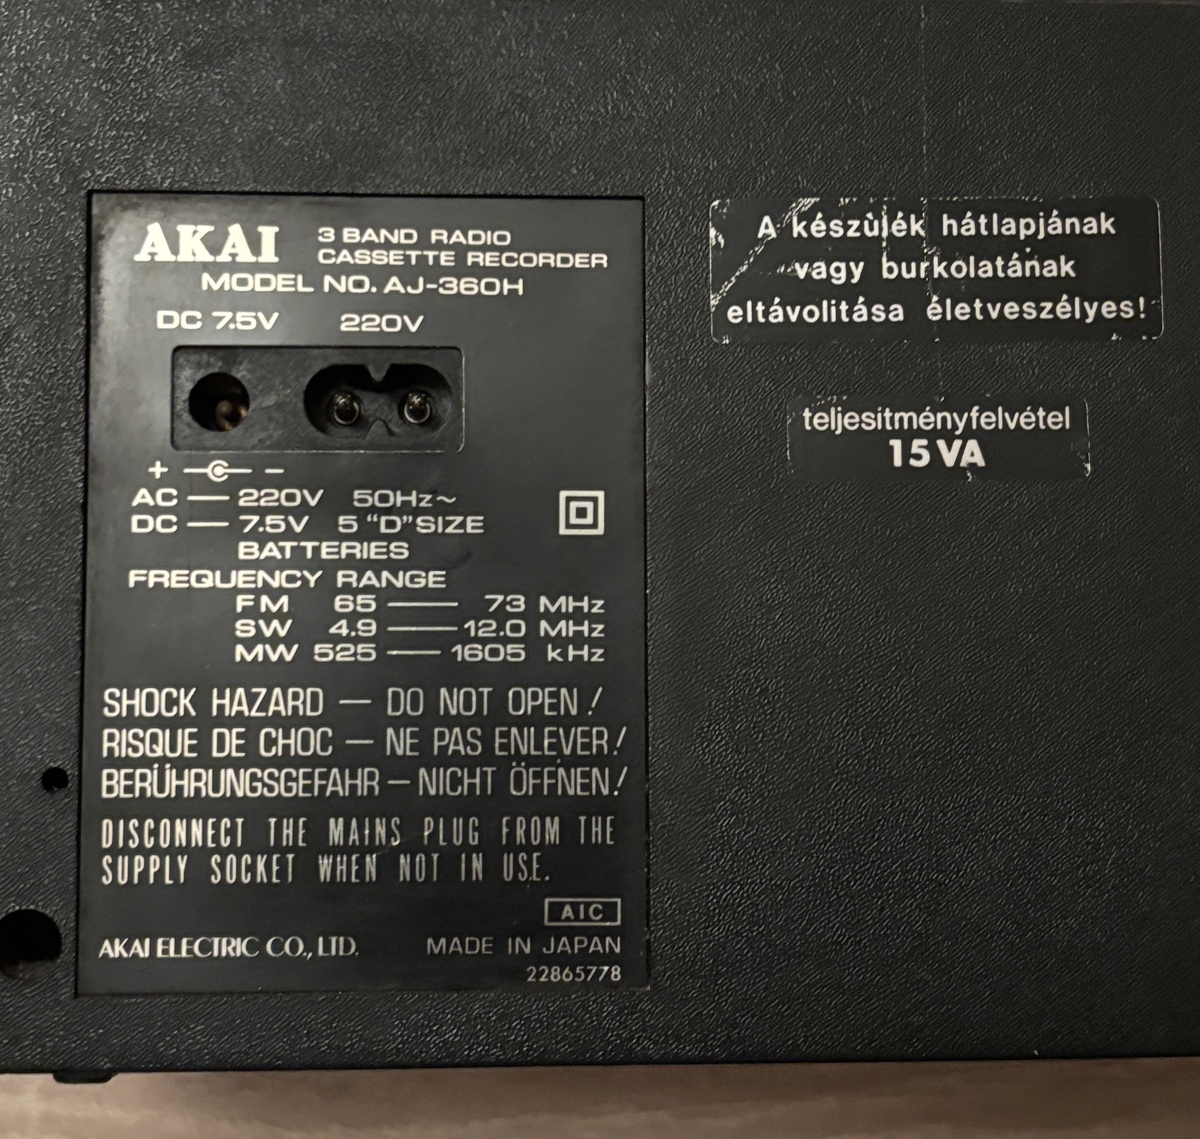 AKAI 3 BAND RADIO
CASSETTE RECORDER
MODEL NO. AJ-360H
DC 7.5V 220V
+ −
AC — 220V 50Hz~
DC — 7.5V 5 "D" SIZE
BATTERIES
FREQUENCY RANGE
FM 65 — 73 MHz
SW 4.9 — 12.0 MHz
MW 525 — 1605 kHz
SHOCK HAZARD — DO NOT OPEN!
RISQUE DE CHOC — NE PAS ENLEVER!
BERÜHRUNGSGEFAHR — NICHT ÖFFNEN!
DISCONNECT THE MAINS PLUG FROM THE
SUPPLY SOCKET WHEN NOT IN USE.
AIC
AKAI ELECTRIC CO., LTD. MADE IN JAPAN
22865778
A készùlék hátlapjának
vagy burkolatának
eltávolitása életveszélyes!
teljesitményfelvétel
15 VA